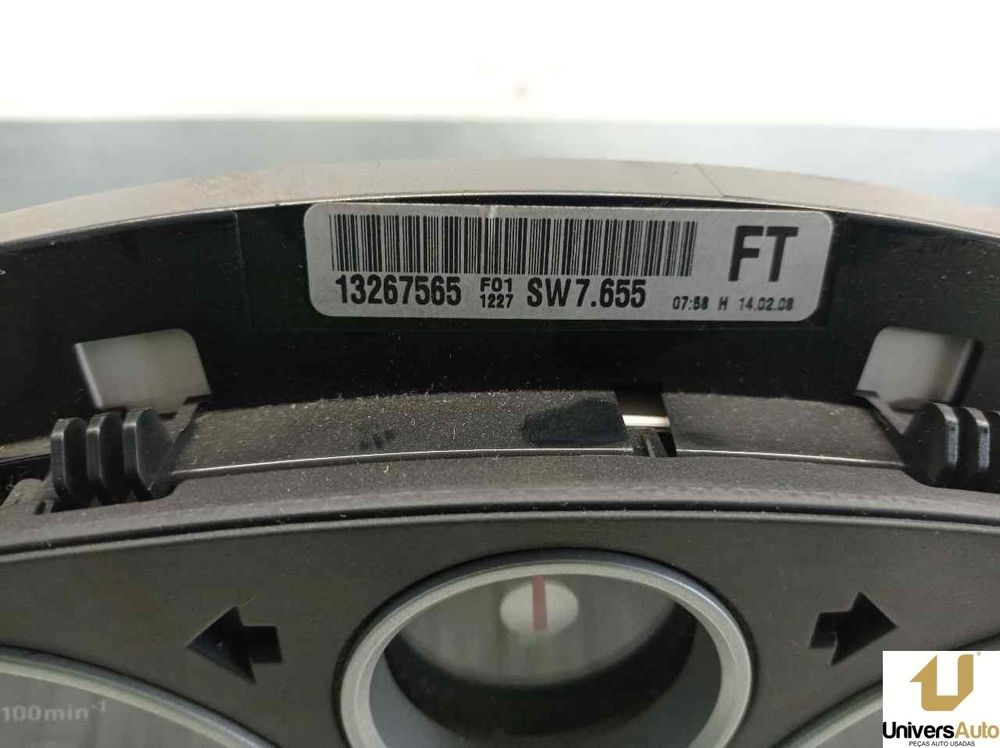 FT
13267565 F01 1227 SW7.655 07:58 H 14.02.08
100min⁻¹
UniversAuto
PEÇAS AUTO USADAS